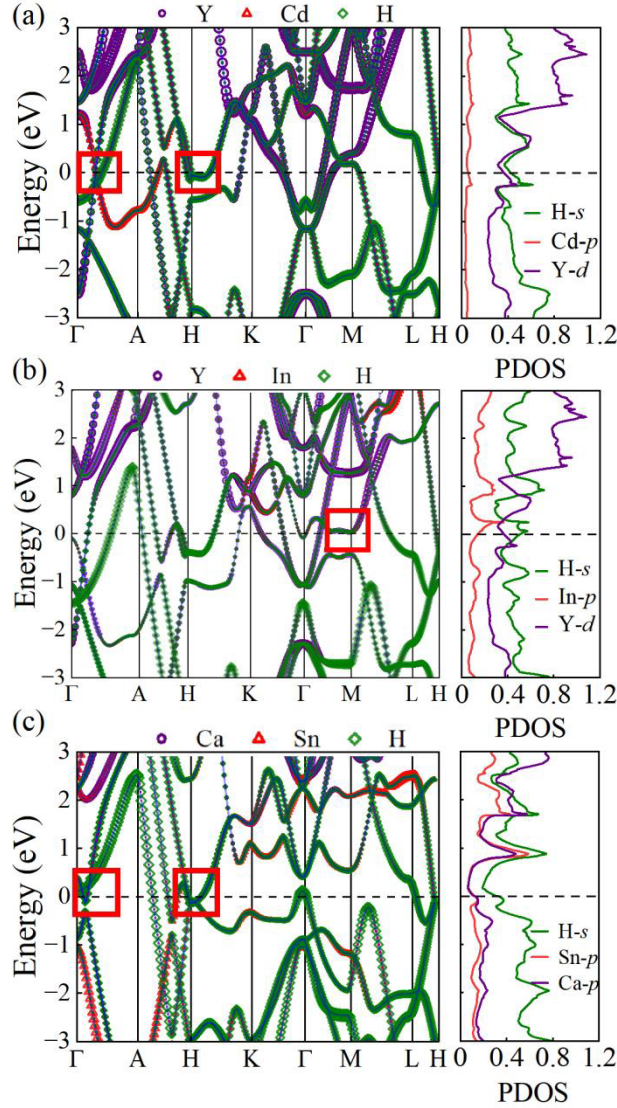 (a) Y Cd H
3
2
1
0
−1
−2
−3
Energy (eV)
Γ A H K Γ M L H
H-s
Cd-p
Y-d
0 0.4 0.8 1.2
PDOS
(b) Y In H
3
2
1
0
−1
−2
−3
Energy (eV)
Γ A H K Γ M L H
H-s
In-p
Y-d
0 0.4 0.8 1.2
PDOS
(c) Ca Sn H
3
2
1
0
−1
−2
−3
Energy (eV)
Γ A H K Γ M L H
H-s
Sn-p
Ca-p
0 0.4 0.8 1.2
PDOS